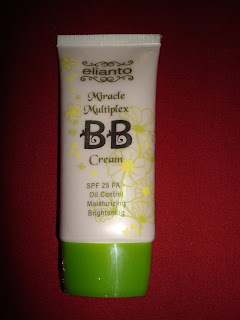 elianto
Miracle
Multiplex
BB
Cream
SPF 25 PA+
Oil Control
Moisturizing
Brightening